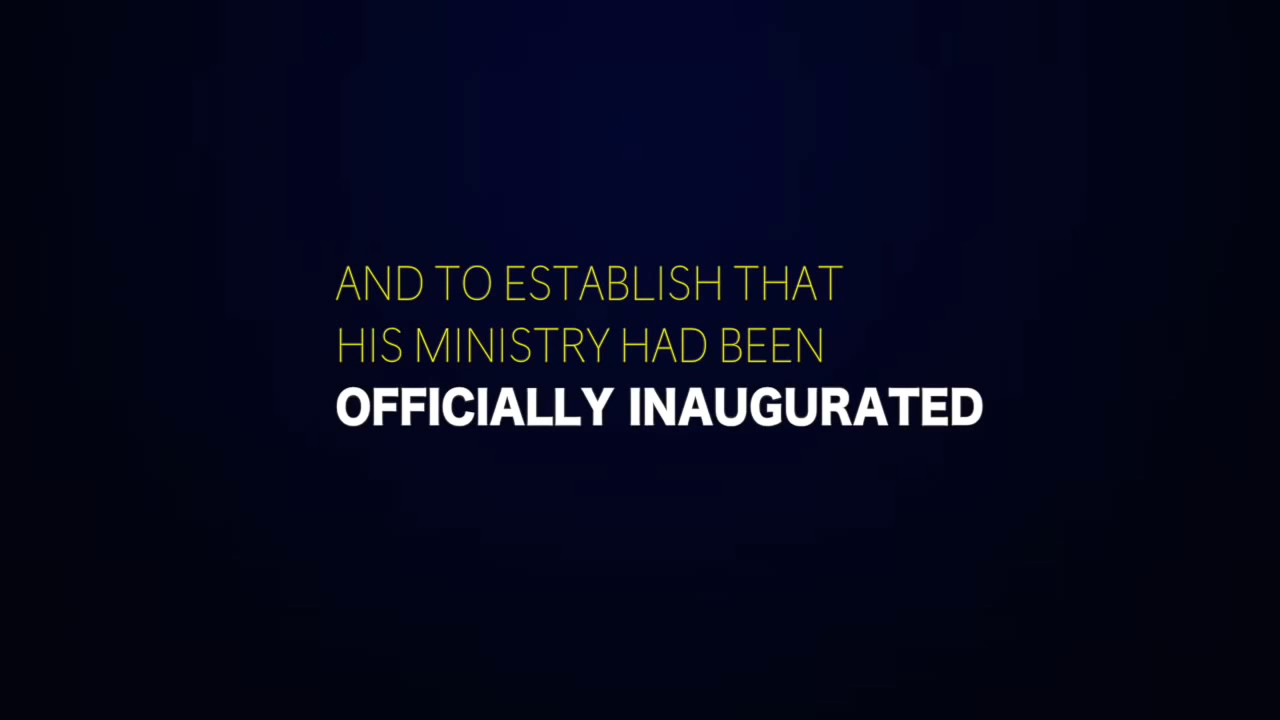 AND TO ESTABLISH THAT
HIS MINISTRY HAD BEEN
OFFICIALLY INAUGURATED